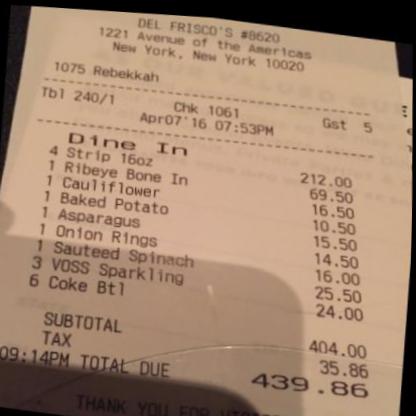 DEL FRISCO'S #8620
1221 Avenue of the Americas
New York, New York 10020
1075 Rebekkah
Tbl 240/1 Chk 1061 Gst 5
Apr07'16 07:53PM
Dine In
4 Strip 16oz 212.00
1 Ribeye Bone In 69.50
1 Cauliflower 16.50
1 Baked Potato 10.50
1 Asparagus 15.50
1 Onion Rings 14.50
1 Sauteed Spinach 16.00
3 VOSS Sparkling 25.50
6 Coke Btl 24.00
SUBTOTAL 404.00
TAX 35.86
09:14PM TOTAL DUE 439.86
THANK YOU FOR